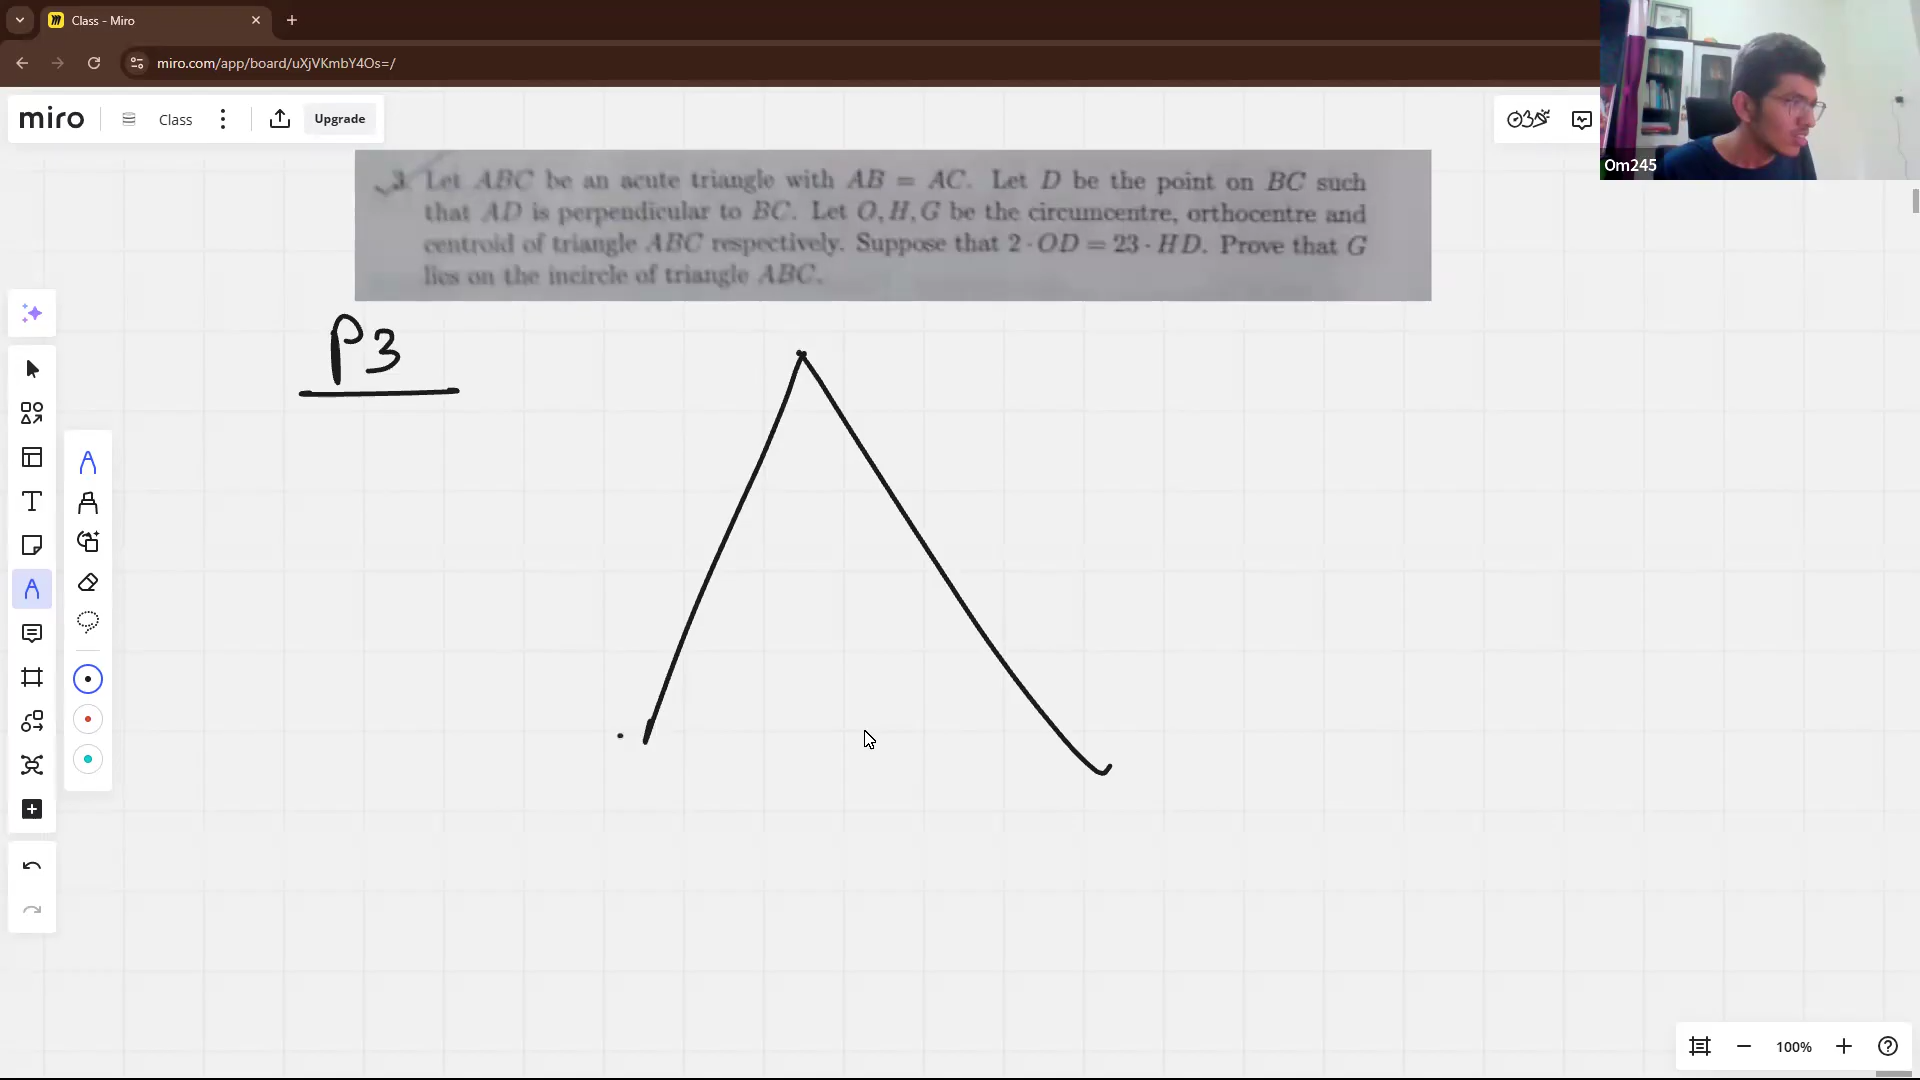 Class - Miro
miro.com/app/board/uXjVKmbY4Os=/
miro
Class
Upgrade
Om245
3. Let ABC be an acute triangle with AB = AC. Let D be the point on BC such
that AD is perpendicular to BC. Let O, H, G be the circumcentre, orthocentre and
centroid of triangle ABC respectively. Suppose that 2 · OD = 23 · HD. Prove that G
lies on the incircle of triangle ABC.
P3
100%